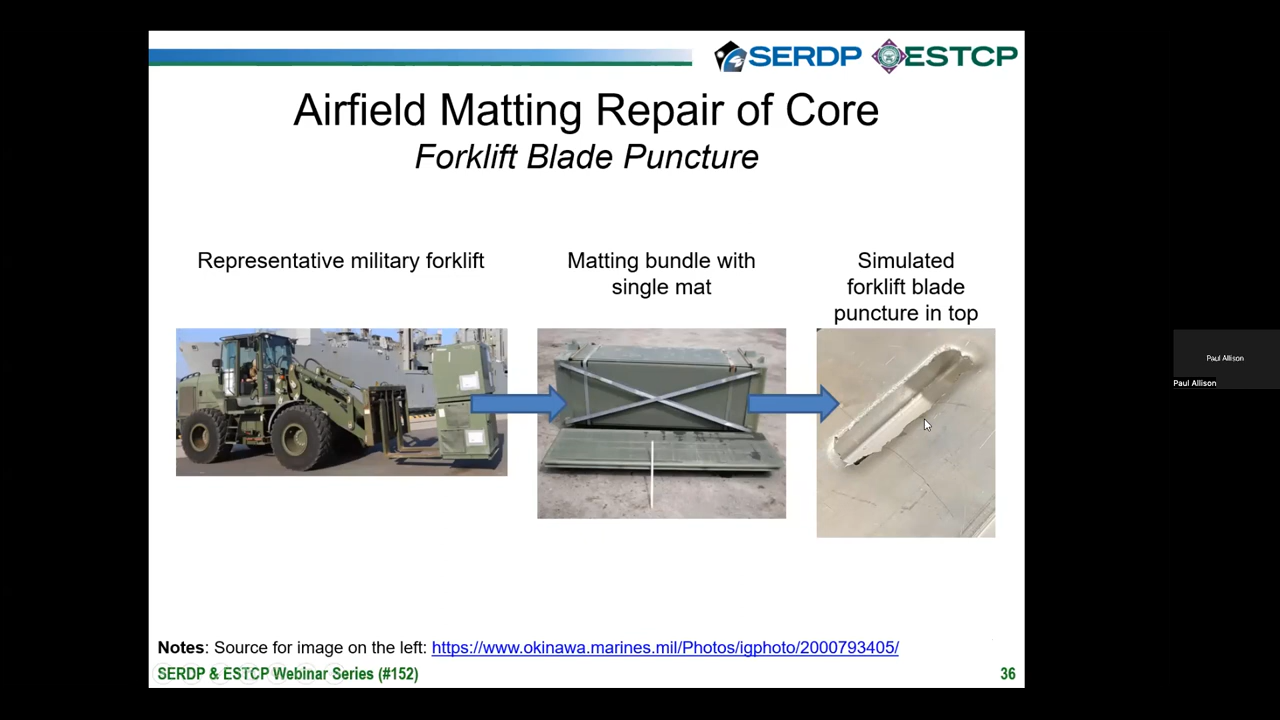 SERDP ESTCP
Airfield Matting Repair of Core
Forklift Blade Puncture
Representative military forklift
Matting bundle with
single mat
Simulated
forklift blade
puncture in top
Paul Allison
Paul Allison
Notes: Source for image on the left: https://www.okinawa.marines.mil/Photos/igphoto/2000793405/
SERDP & ESTCP Webinar Series (#152)
36